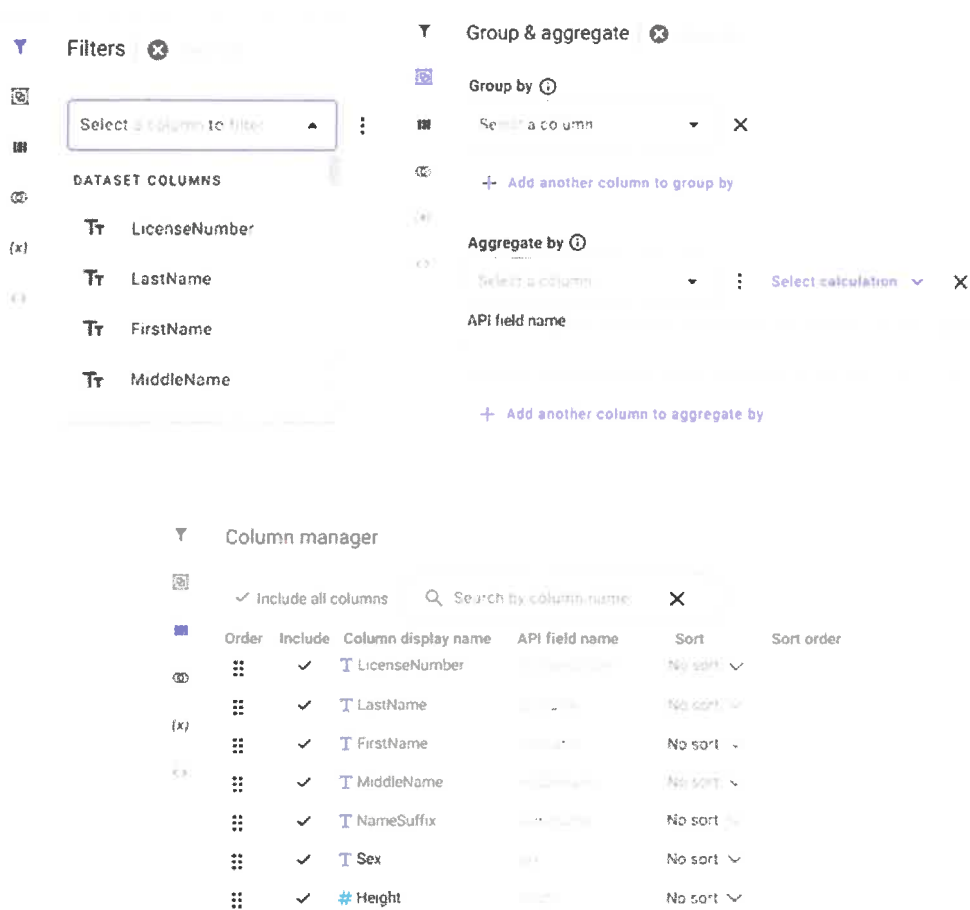 Filters
Select a column to filter
DATASET COLUMNS
LicenseNumber
LastName
FirstName
MiddleName
{x}
Group & aggregate
Group by
Select a column
+ Add another column to group by
Aggregate by
Select a column
Select calculation
API field name
+ Add another column to aggregate by
Column manager
Include all columns
Search by column name
Order Include Column display name API field name Sort Sort order
T LicenseNumber No sort
T LastName No sort
{x}
T FirstName No sort
T MiddleName No sort
T NameSuffix No sort
T Sex No sort
# Height No sort